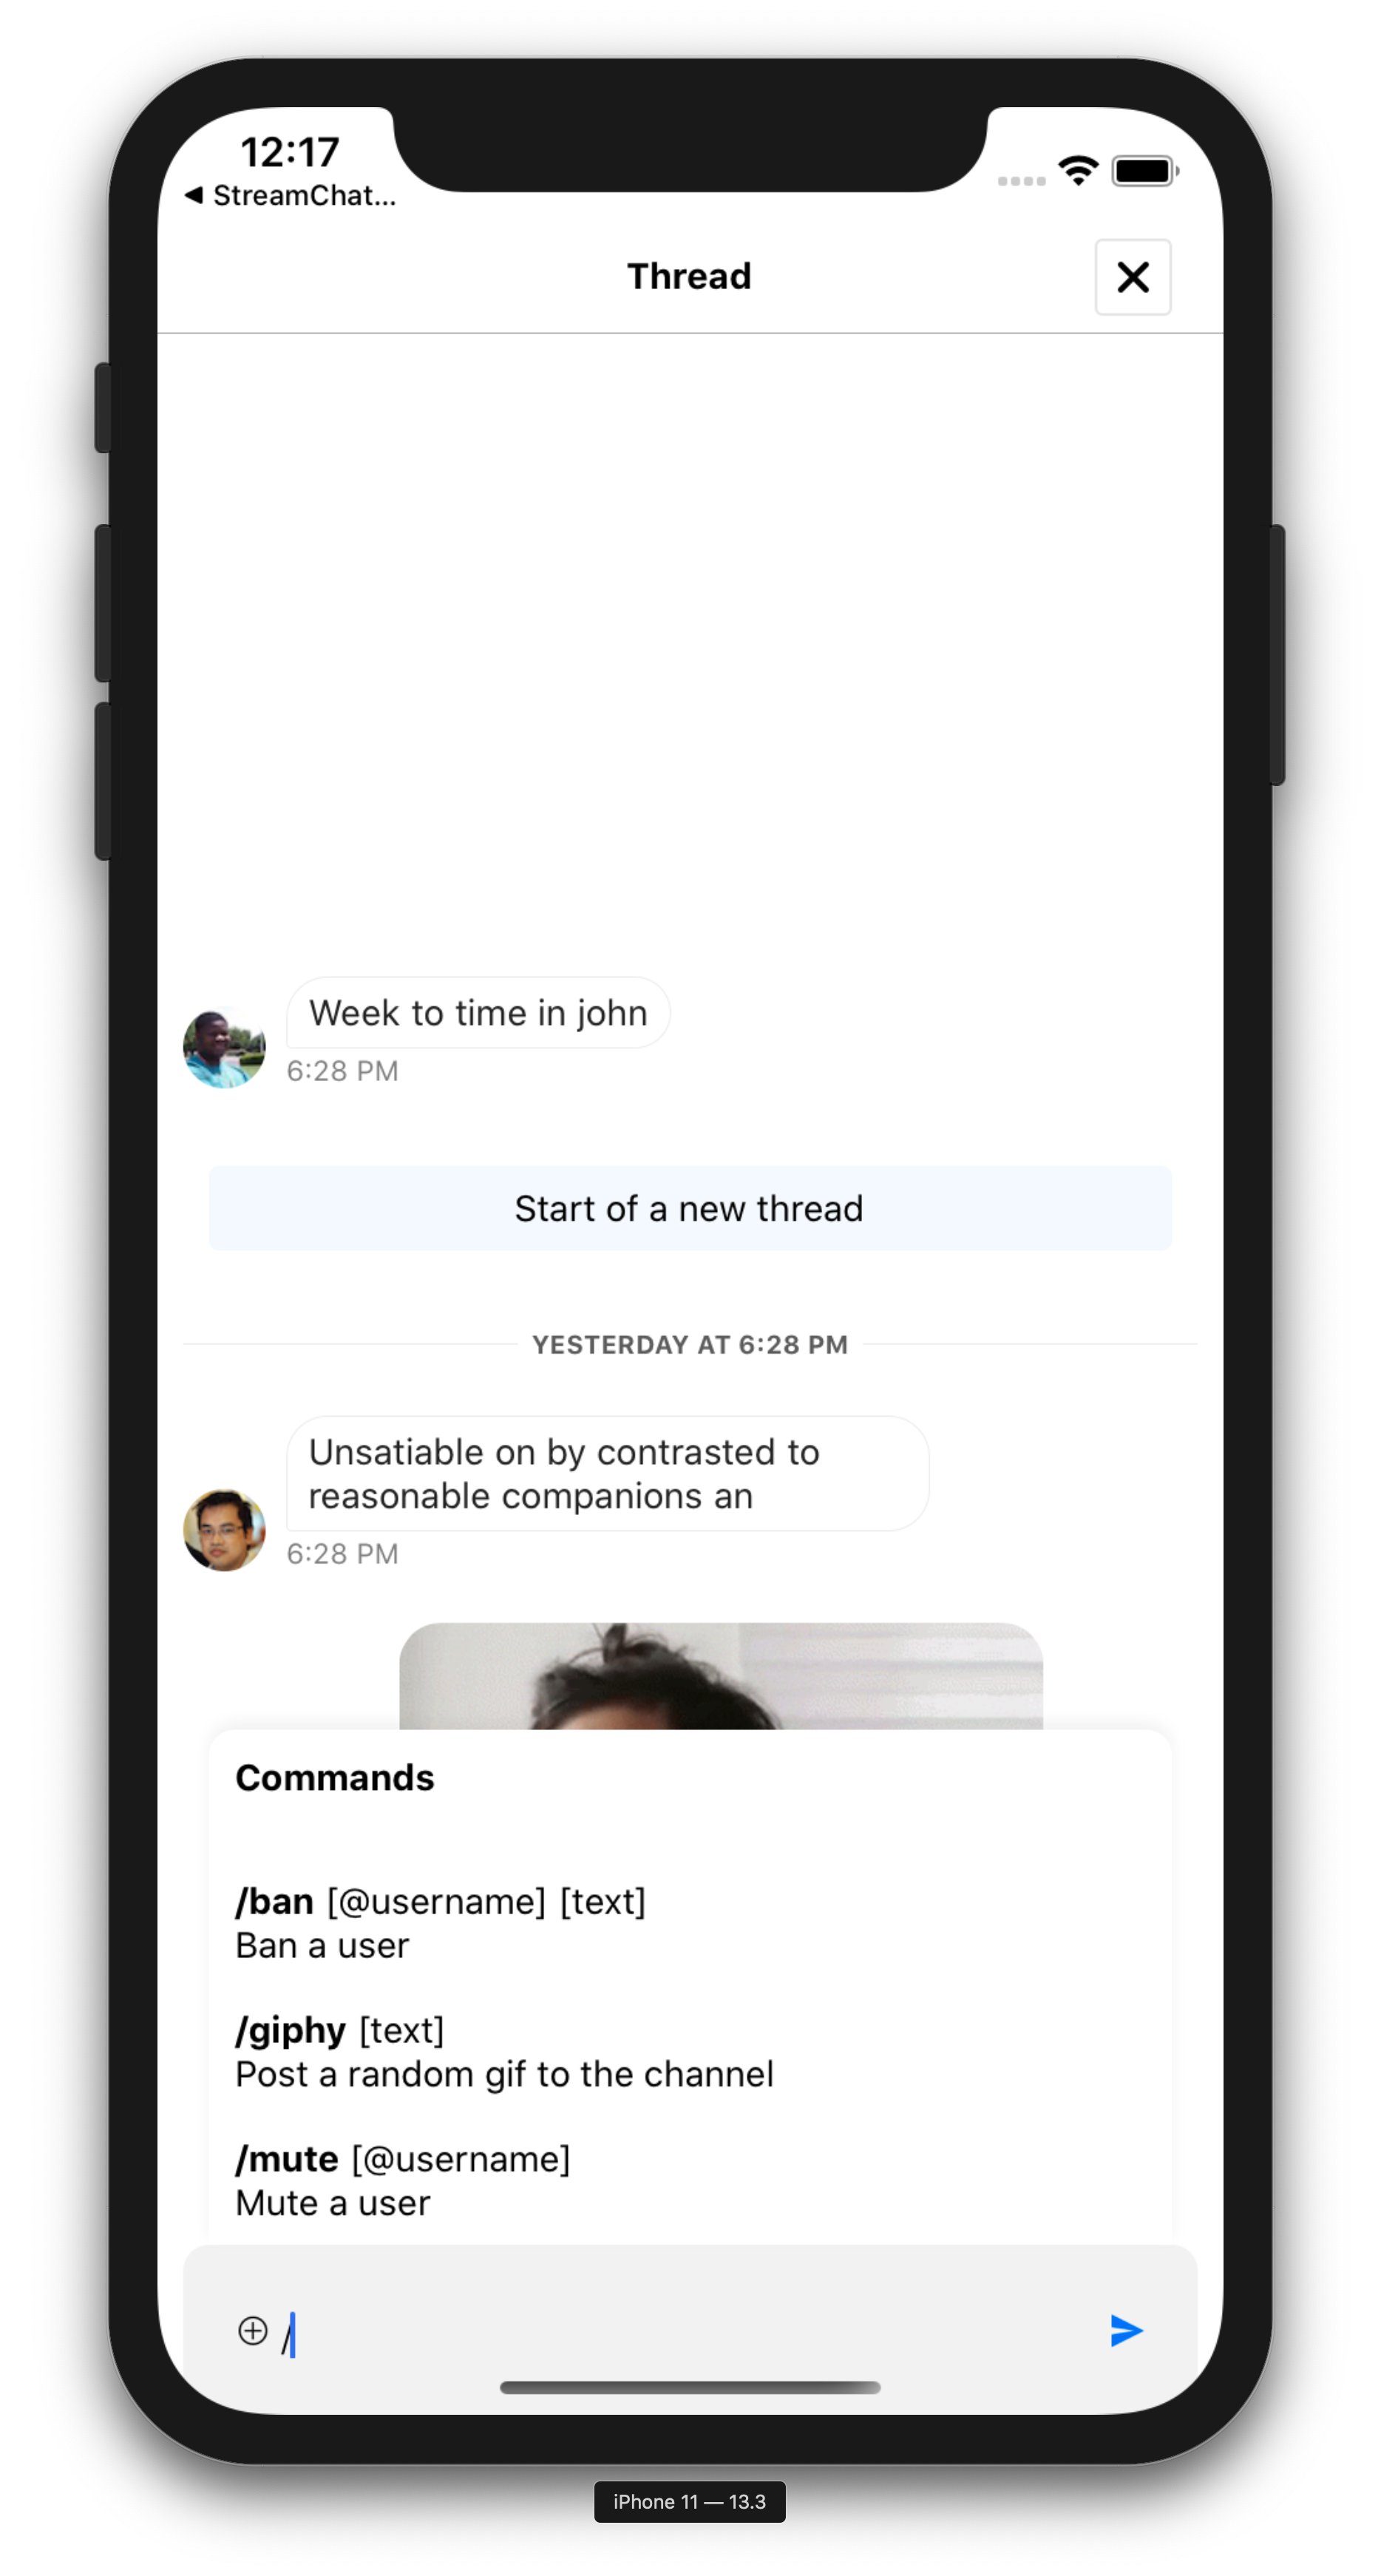 12:17
◀ StreamChat...
Thread
Week to time in john
6:28 PM
Start of a new thread
YESTERDAY AT 6:28 PM
Unsatiable on by contrasted to
reasonable companions an
6:28 PM
Commands
/ban [@username] [text]
Ban a user
/giphy [text]
Post a random gif to the channel
/mute [@username]
Mute a user
/
iPhone 11 — 13.3